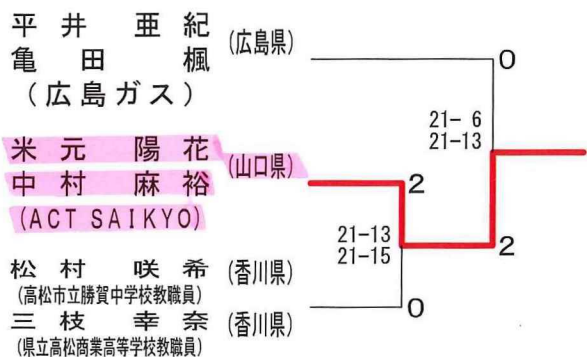 平井 亜紀 (広島県)
亀田 楓
(広島ガス)
0
21- 6
21-13
米元 陽花 (山口県)
中村 麻裕
(ACT SAIKYO)
2
21-13
21-15
2
松村 咲希 (香川県)
(高松市立勝賀中学校教職員)
0
三枝 幸奈 (香川県)
(県立高松商業高等学校教職員)